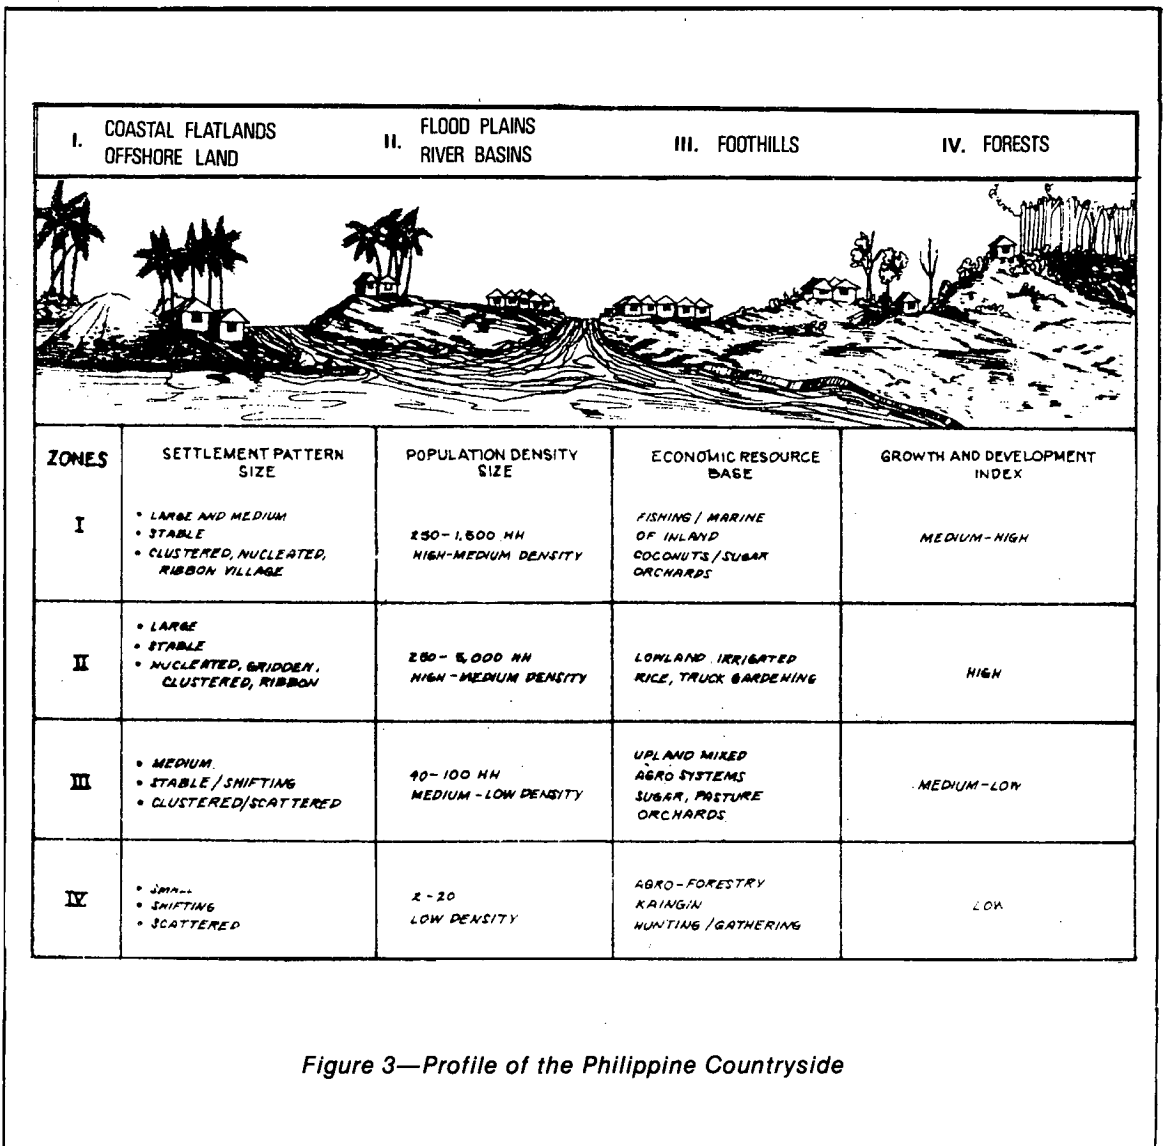 I. COASTAL FLATLANDS
OFFSHORE LAND
II. FLOOD PLAINS
RIVER BASINS
III. FOOTHILLS
IV. FORESTS
ZONES
SETTLEMENT PATTERN
SIZE
POPULATION DENSITY
SIZE
ECONOMIC RESOURCE
BASE
GROWTH AND DEVELOPMENT
INDEX
I
• LARGE AND MEDIUM
• STABLE
• CLUSTERED, NUCLEATED,
RIBBON VILLAGE
250-1,500 HH
HIGH-MEDIUM DENSITY
FISHING / MARINE
OF INLAND
COCONUTS/SUGAR
ORCHARDS
MEDIUM-HIGH
II
• LARGE
• STABLE
• NUCLEATED, GRIDDEN,
CLUSTERED, RIBBON
250-5,000 HH
HIGH-MEDIUM DENSITY
LOWLAND IRRIGATED
RICE, TRUCK GARDENING
HIGH
III
• MEDIUM
• STABLE/SHIFTING
• CLUSTERED/SCATTERED
40-100 HH
MEDIUM-LOW DENSITY
UPLAND MIXED
AGRO SYSTEMS
SUGAR, PASTURE
ORCHARDS
MEDIUM-LOW
IV
• SMALL
• SHIFTING
• SCATTERED
2-20
LOW DENSITY
AGRO-FORESTRY
KAINGIN
HUNTING/GATHERING
LOW
Figure 3—Profile of the Philippine Countryside